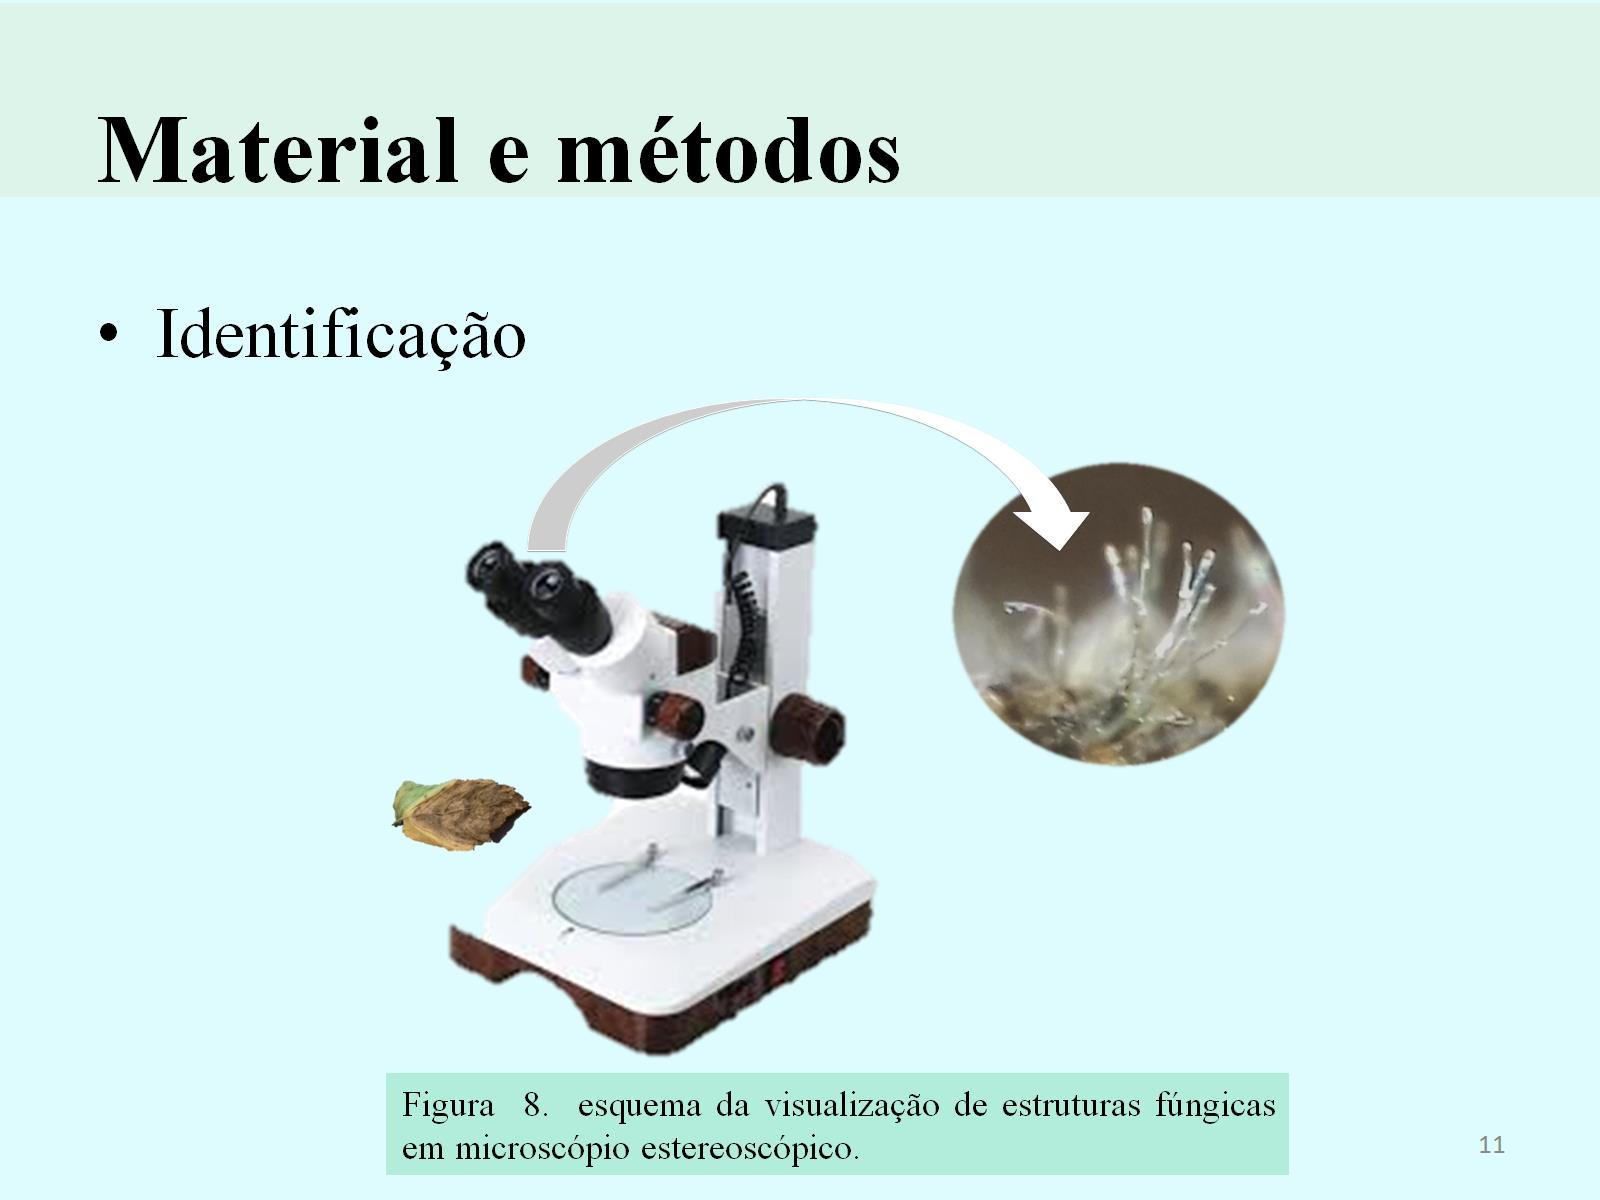 Material e métodos
• Identificação
Figura 8. esquema da visualização de estruturas fúngicas
em microscópio estereoscópico.
11